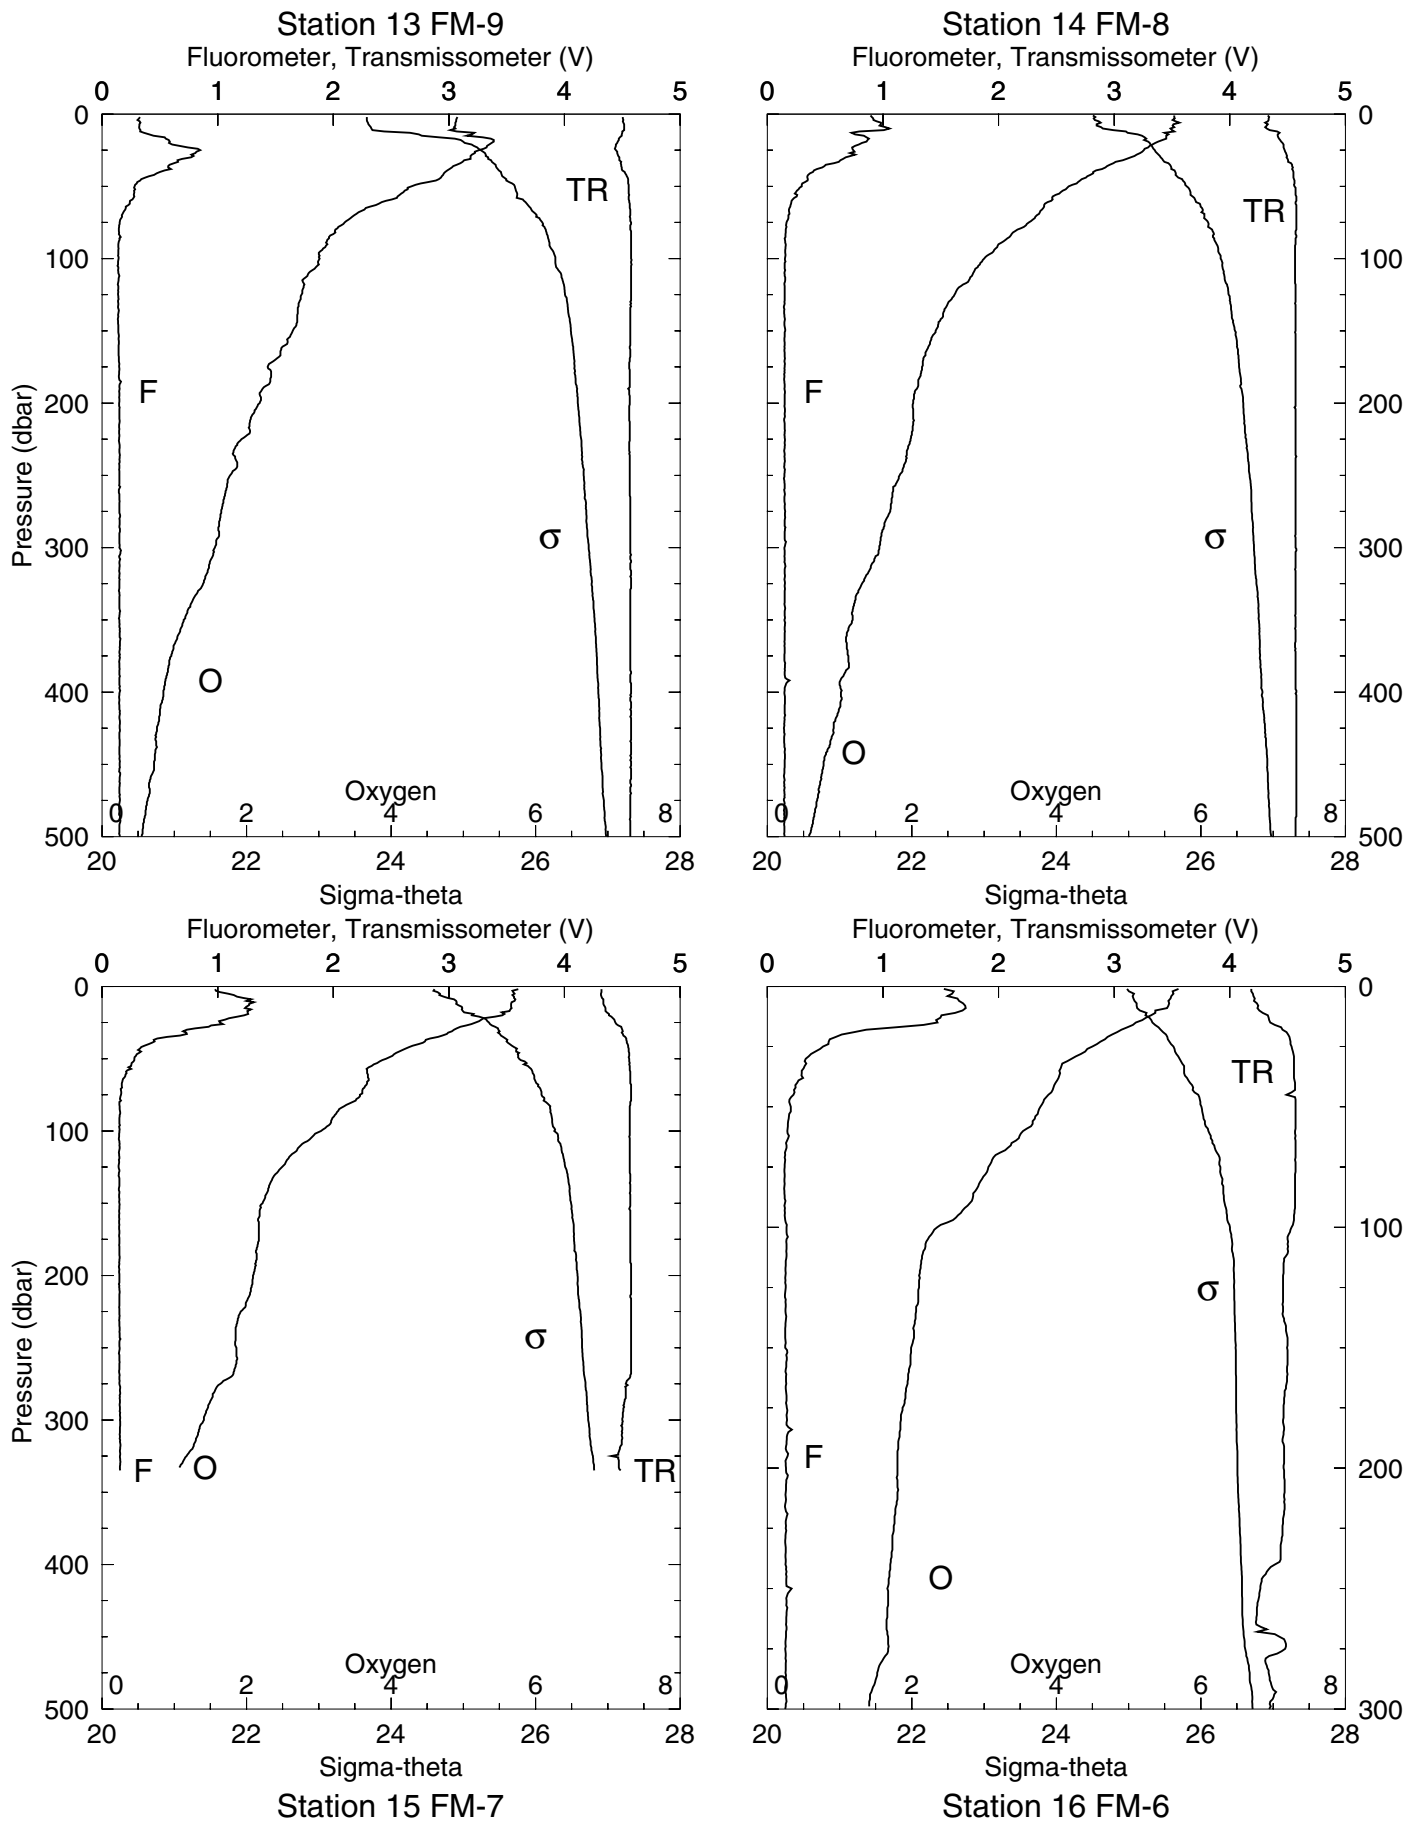 Station 13 FM-9
Fluorometer, Transmissometer (V)
0 1 2 3 4 5
0
100
200
300
400
500
Pressure (dbar)
TR
F
σ
O
Oxygen
0 2 4 6 8
20 22 24 26 28
Sigma-theta
Station 14 FM-8
Fluorometer, Transmissometer (V)
0 1 2 3 4 5
0
100
200
300
400
500
TR
F
σ
O
Oxygen
0 2 4 6 8
20 22 24 26 28
Sigma-theta
Fluorometer, Transmissometer (V)
0 1 2 3 4 5
0
100
200
300
400
500
Pressure (dbar)
σ
F O TR
Oxygen
0 2 4 6 8
20 22 24 26 28
Sigma-theta
Station 15 FM-7
Fluorometer, Transmissometer (V)
0 1 2 3 4 5
0
100
200
300
TR
σ
F
O
Oxygen
0 2 4 6 8
20 22 24 26 28
Sigma-theta
Station 16 FM-6